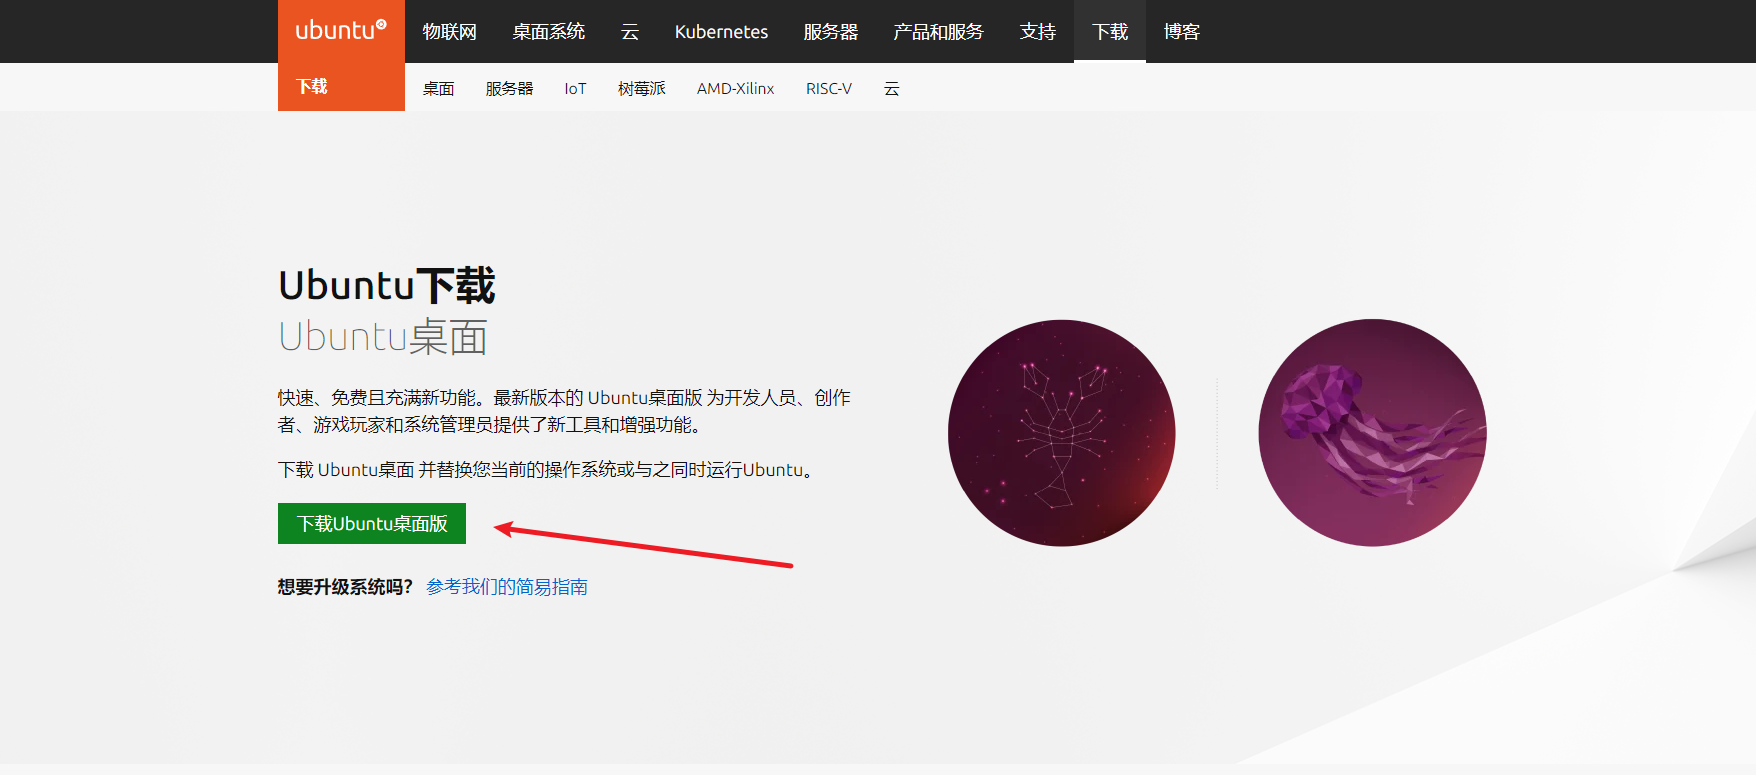 ubuntu
物联网 桌面系统 云 Kubernetes 服务器 产品和服务 支持 下载 博客
下载
桌面 服务器 IoT 树莓派 AMD-Xilinx RISC-V 云
Ubuntu下载
Ubuntu桌面
快速、免费且充满新功能。最新版本的 Ubuntu桌面版 为开发人员、创作
者、游戏玩家和系统管理员提供了新工具和增强功能。
下载 Ubuntu桌面 并替换您当前的操作系统或与之同时运行Ubuntu。
下载Ubuntu桌面版
想要升级系统吗? 参考我们的简易指南